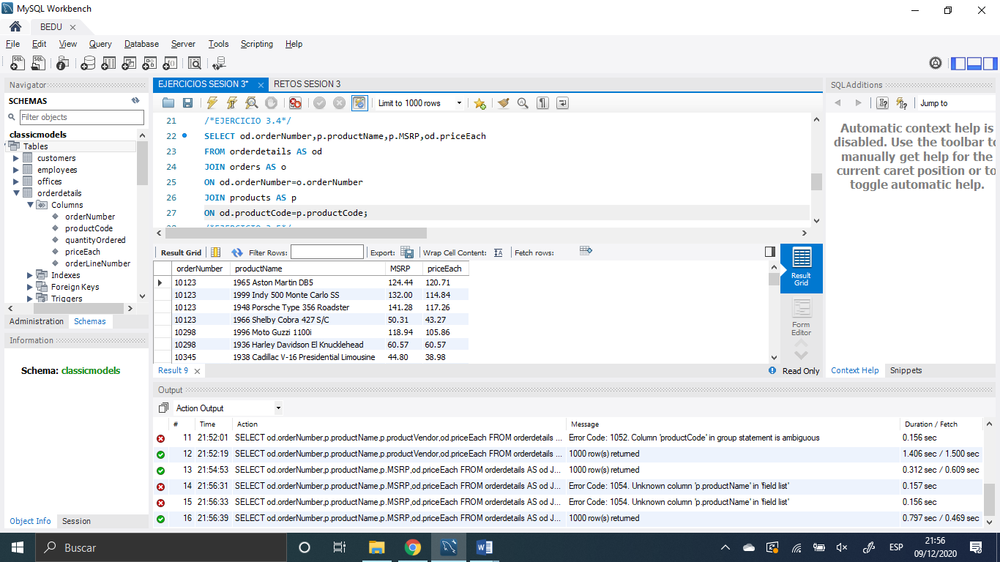 MySQL Workbench
BEDU
File Edit View Query Database Server Tools Scripting Help
Navigator
SCHEMAS
Filter objects
classicmodels
Tables
customers
employees
offices
orderdetails
Columns
orderNumber
productCode
quantityOrdered
priceEach
orderLineNumber
Indexes
Foreign Keys
Triggers
Administration Schemas
Information
Schema: classicmodels
Object Info Session
EJERCICIOS SESION 3* RETOS SESION 3
Limit to 1000 rows
21 /*EJERCICIO 3.4*/
22 SELECT od.orderNumber,p.productName,p.MSRP,od.priceEach
23 FROM orderdetails AS od
24 JOIN orders AS o
25 ON od.orderNumber=o.orderNumber
26 JOIN products AS p
27 ON od.productCode=p.productCode;
Result Grid Filter Rows: Export: Wrap Cell Content: Fetch rows:
orderNumber productName MSRP priceEach
10123 1965 Aston Martin DB5 124.44 120.71
10123 1999 Indy 500 Monte Carlo SS 132.00 114.84
10123 1948 Porsche Type 356 Roadster 141.28 117.26
10123 1966 Shelby Cobra 427 S/C 50.31 43.27
10298 1996 Moto Guzzi 1100i 118.94 105.86
10298 1936 Harley Davidson El Knucklehead 60.57 60.57
10345 1938 Cadillac V-16 Presidential Limousine 44.80 38.98
Result
Grid
Form
Editor
Result 9
Read Only
SQLAdditions
Jump to
Automatic context help is
disabled. Use the toolbar to
manually get help for the
current caret position or to
toggle automatic help.
Context Help Snippets
Output
Action Output
# Time Action Message Duration / Fetch
11 21:52:01 SELECT od.orderNumber,p.productName,p.productVendor,od.priceEach FROM orderdetails ... Error Code: 1052. Column 'productCode' in group statement is ambiguous 0.156 sec
12 21:52:19 SELECT od.orderNumber,p.productName,p.productVendor,od.priceEach FROM orderdetails ... 1000 row(s) returned 1.406 sec / 1.500 sec
13 21:54:53 SELECT od.orderNumber,p.productName,p.MSRP,od.priceEach FROM orderdetails AS od J... 1000 row(s) returned 0.312 sec / 0.609 sec
14 21:56:31 SELECT od.orderNumber,p.productName,p.MSRP,od.priceEach FROM orderdetails AS od J... Error Code: 1054. Unknown column 'p.productName' in 'field list' 0.157 sec
15 21:56:33 SELECT od.orderNumber,p.productName,p.MSRP,od.priceEach FROM orderdetails AS od J... Error Code: 1054. Unknown column 'p.productName' in 'field list' 0.156 sec
16 21:56:39 SELECT od.orderNumber,p.productName,p.MSRP,od.priceEach FROM orderdetails AS od J... 1000 row(s) returned 0.797 sec / 0.469 sec
Buscar
ESP
21:56
09/12/2020